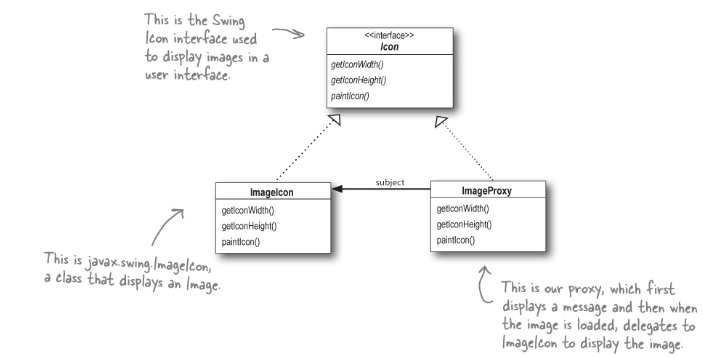 This is the Swing
Icon interface used
to display images in a
user interface.
<<interface>>
Icon
getIconWidth()
getIconHeight()
paintIcon()
ImageIcon
getIconWidth()
getIconHeight()
paintIcon()
subject
ImageProxy
getIconWidth()
getIconHeight()
paintIcon()
This is javax.swing.ImageIcon,
a class that displays an Image.
This is our proxy, which first
displays a message and then when
the image is loaded, delegates to
ImageIcon to display the image.